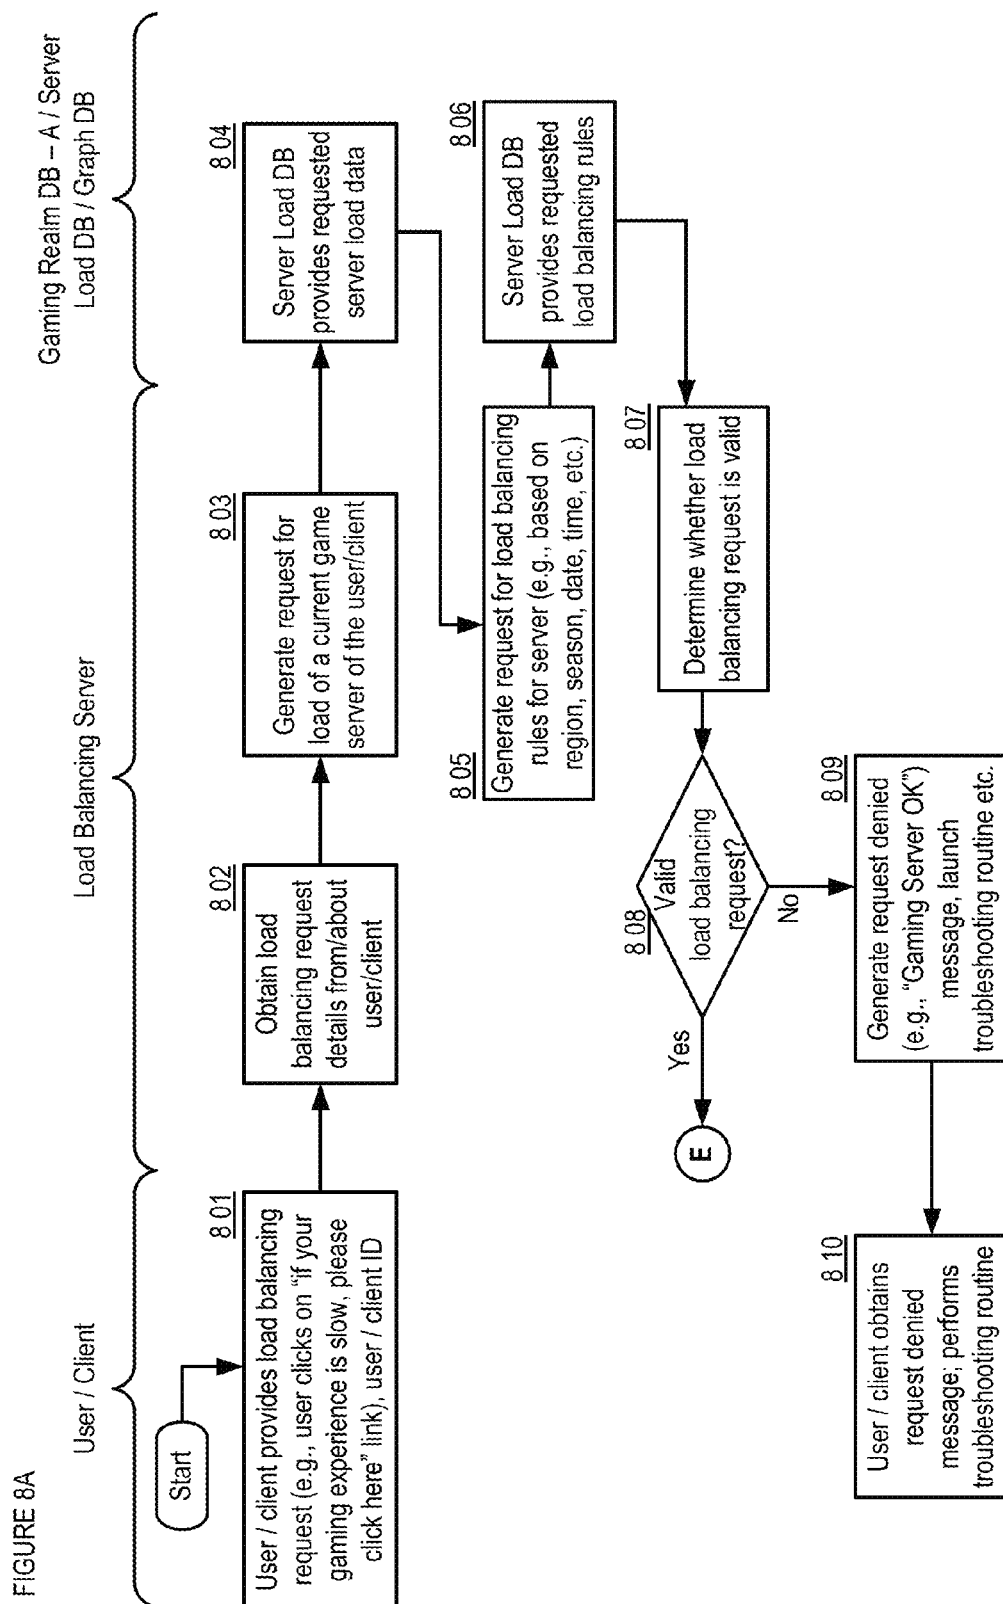 FIGURE 8A
User / Client
Load Balancing Server
Gaming Realm DB – A / Server
Load DB / Graph DB
Start
8 01
User / client provides load balancing
request (e.g., user clicks on “if your
gaming experience is slow, please
click here” link), user / client ID
8 02
Obtain load
balancing request
details from/about
user/client
8 03
Generate request for
load of a current game
server of the user/client
8 04
Server Load DB
provides requested
server load data
8 05
Generate request for load balancing
rules for server (e.g., based on
region, season, date, time, etc.)
8 06
Server Load DB
provides requested
load balancing rules
8 07
Determine whether load
balancing request is valid
8 08
Valid
load balancing
request?
Yes
E
No
8 09
Generate request denied
(e.g., “Gaming Server OK”)
message, launch
troubleshooting routine etc.
8 10
User / client obtains
request denied
message; performs
troubleshooting routine